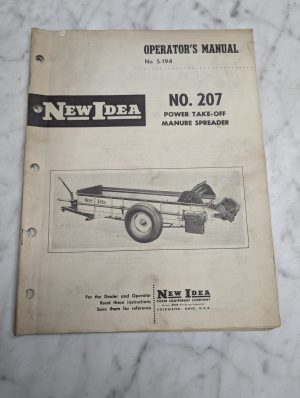 OPERATOR'S MANUAL
No. S-194
NEW IDEA
NO. 207
POWER TAKE-OFF
MANURE SPREADER
NEW IDEA
For the Dealer and Operator
Read these instructions
Save them for reference
NEW IDEA
FARM EQUIPMENT COMPANY
COLDWATER, OHIO, U.S.A.